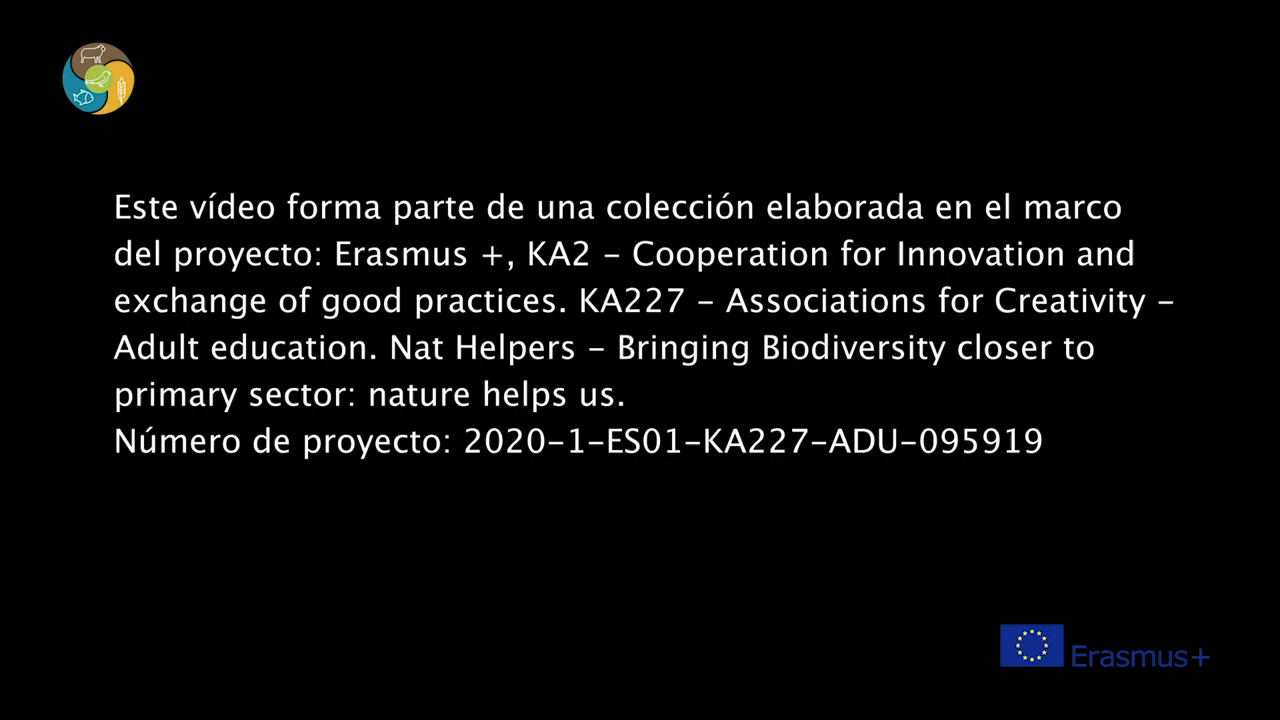 Este vídeo forma parte de una colección elaborada en el marco
del proyecto: Erasmus +, KA2 - Cooperation for Innovation and
exchange of good practices. KA227 - Associations for Creativity -
Adult education. Nat Helpers - Bringing Biodiversity closer to
primary sector: nature helps us.
Número de proyecto: 2020-1-ES01-KA227-ADU-095919
Erasmus+